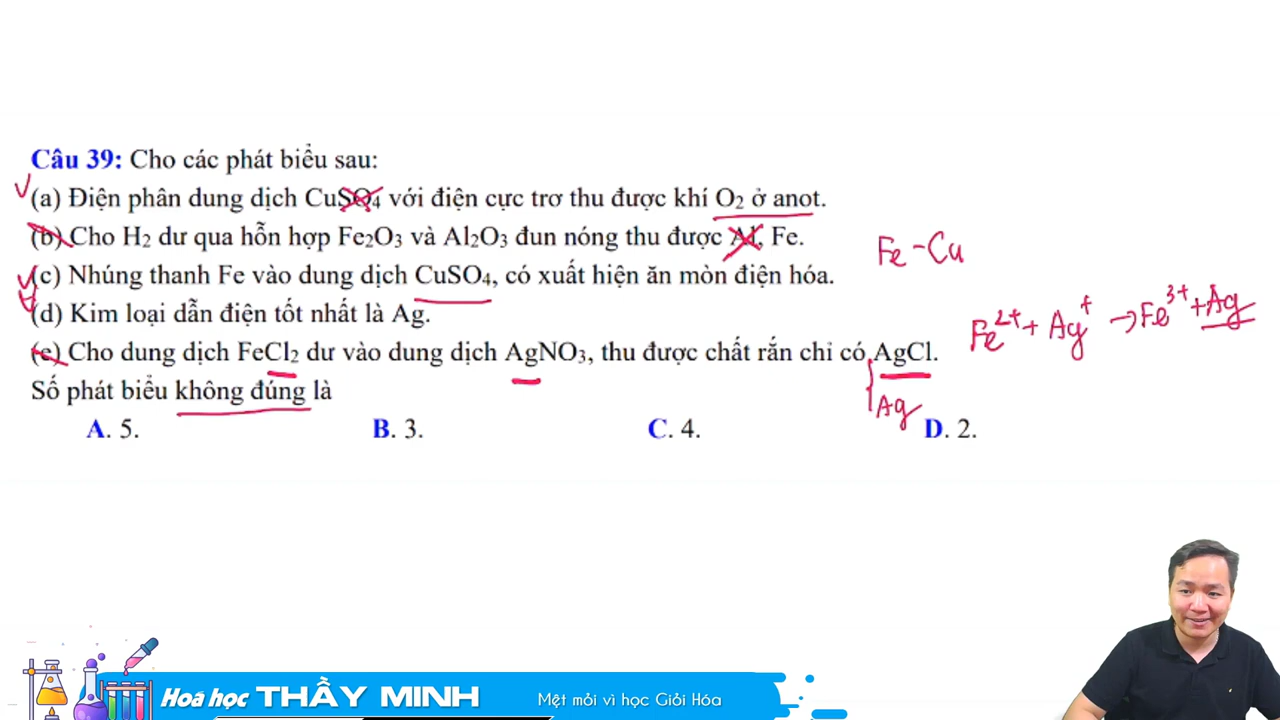 Câu 39: Cho các phát biểu sau:
(a) Điện phân dung dịch CuSO4 với điện cực trơ thu được khí O2 ở anot.
(b) Cho H2 dư qua hỗn hợp Fe2O3 và Al2O3 đun nóng thu được Al, Fe.
Fe - Cu
(c) Nhúng thanh Fe vào dung dịch CuSO4, có xuất hiện ăn mòn điện hóa.
(d) Kim loại dẫn điện tốt nhất là Ag.
Fe2+ + Ag+ → Fe3+ + Ag
(e) Cho dung dịch FeCl2 dư vào dung dịch AgNO3, thu được chất rắn chỉ có AgCl.
Số phát biểu không đúng là
Ag
A. 5. B. 3. C. 4. D. 2.
Hoá học THẦY MINH Mệt mỏi vì học Giỏi Hóa